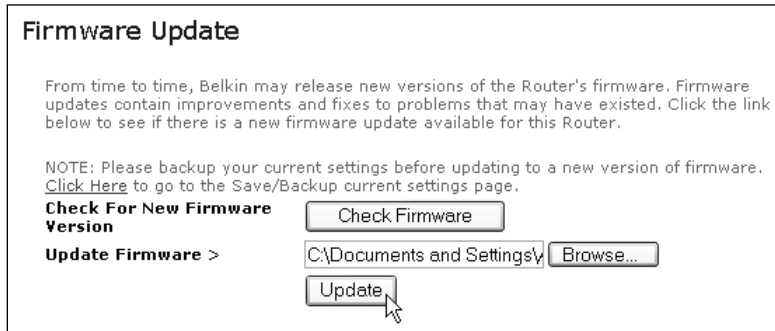 Firmware Update
From time to time, Belkin may release new versions of the Router's firmware. Firmware
updates contain improvements and fixes to problems that may have existed. Click the link
below to see if there is a new firmware update available for this Router.
NOTE: Please backup your current settings before updating to a new version of firmware.
Click Here to go to the Save/Backup current settings page.
Check For New Firmware
Version
Check Firmware
Update Firmware >
C:\Documents and Settings\
Browse...
Update